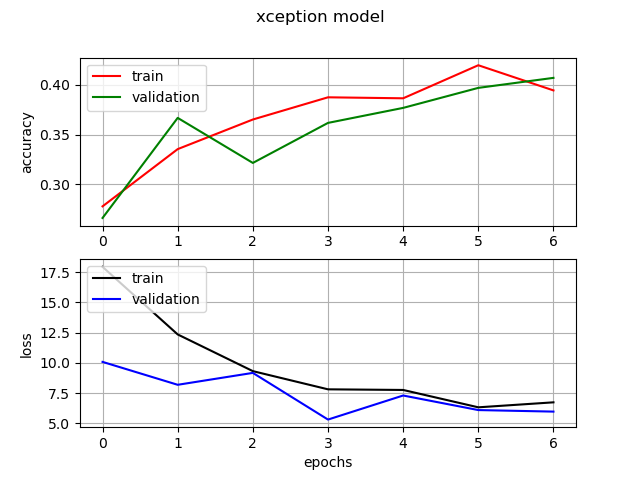 xception model
accuracy
0.40
0.35
0.30
train
validation
0 1 2 3 4 5 6
loss
17.5
15.0
12.5
10.0
7.5
5.0
train
validation
0 1 2 3 4 5 6
epochs